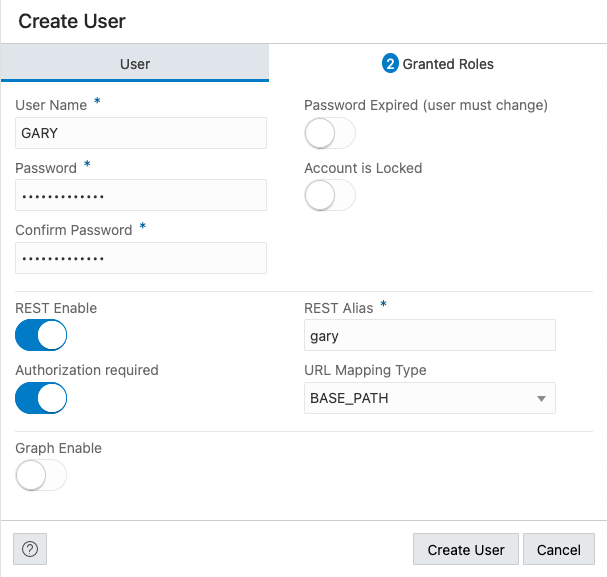 Create User
User
2 Granted Roles
User Name *
Password Expired (user must change)
GARY
Password *
Account is Locked
•••••••••••••
Confirm Password *
•••••••••••••
REST Enable
REST Alias *
gary
Authorization required
URL Mapping Type
BASE_PATH
Graph Enable
?
Create User
Cancel